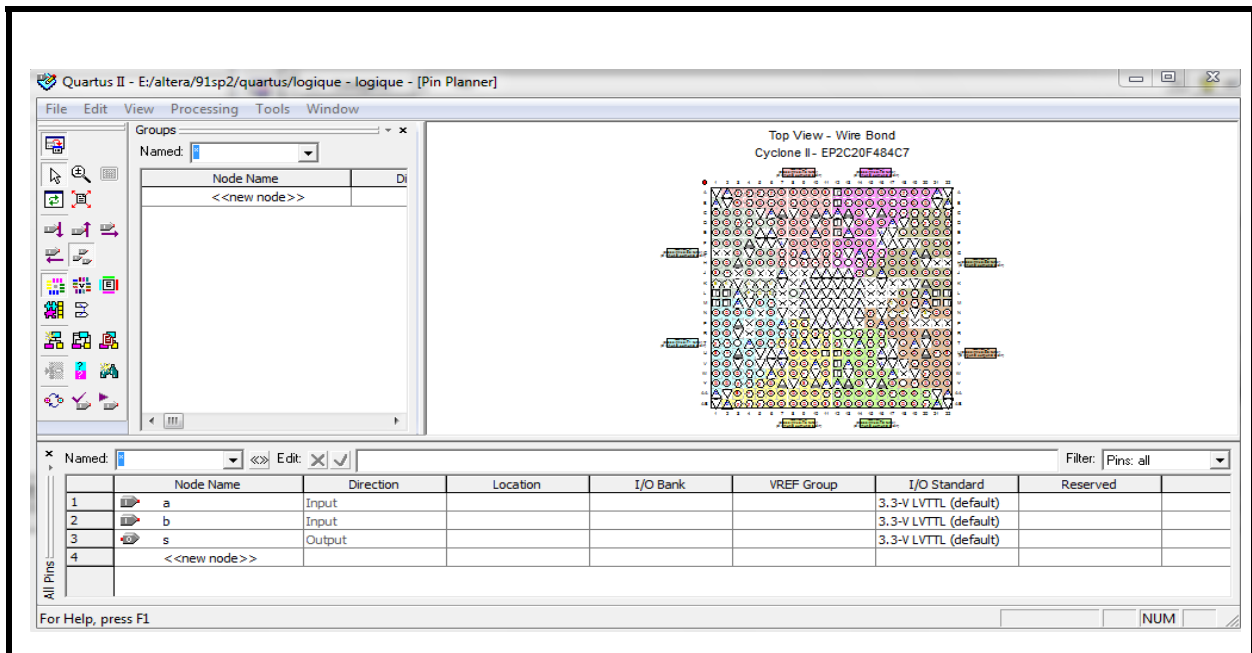 Quartus II - E:/altera/91sp2/quartus/logique - logique - [Pin Planner]
File Edit View Processing Tools Window
Groups
Named: *
Node Name Di
<<new node>>
Top View - Wire Bond
Cyclone II - EP2C20F484C7
Named: * Edit: Filter: Pins: all
Node Name Direction Location I/O Bank VREF Group I/O Standard Reserved
1 a Input 3.3-V LVTTL (default)
2 b Input 3.3-V LVTTL (default)
3 s Output 3.3-V LVTTL (default)
4 <<new node>>
All Pins
For Help, press F1 NUM